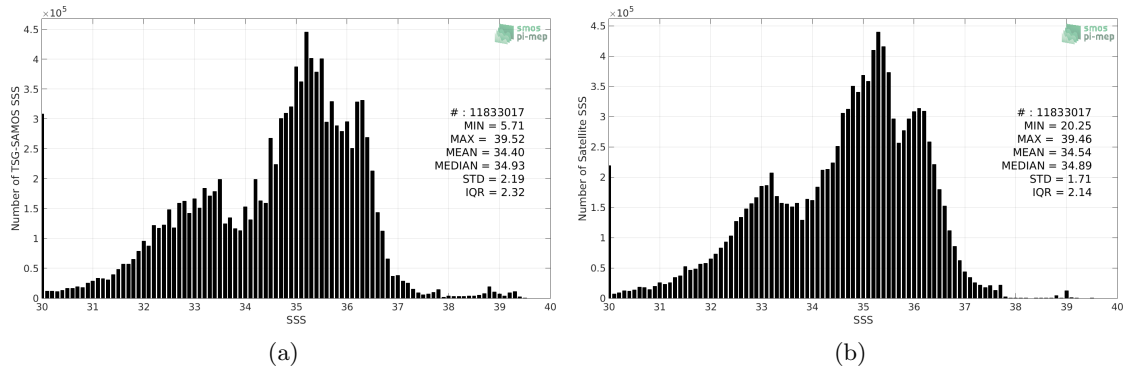 ×10⁵
4.5
4
3.5
3
2.5
2
1.5
1
0.5
0
Number of TSG-SAMOS SSS
smos
pi-mep
# : 11833017
MIN = 5.71
MAX = 39.52
MEAN = 34.40
MEDIAN = 34.93
STD = 2.19
IQR = 2.32
30 31 32 33 34 35 36 37 38 39 40
SSS
(a)
×10⁵
4.5
4
3.5
3
2.5
2
1.5
1
0.5
0
Number of Satellite SSS
smos
pi-mep
# : 11833017
MIN = 20.25
MAX = 39.46
MEAN = 34.54
MEDIAN = 34.89
STD = 1.71
IQR = 2.14
30 31 32 33 34 35 36 37 38 39 40
SSS
(b)